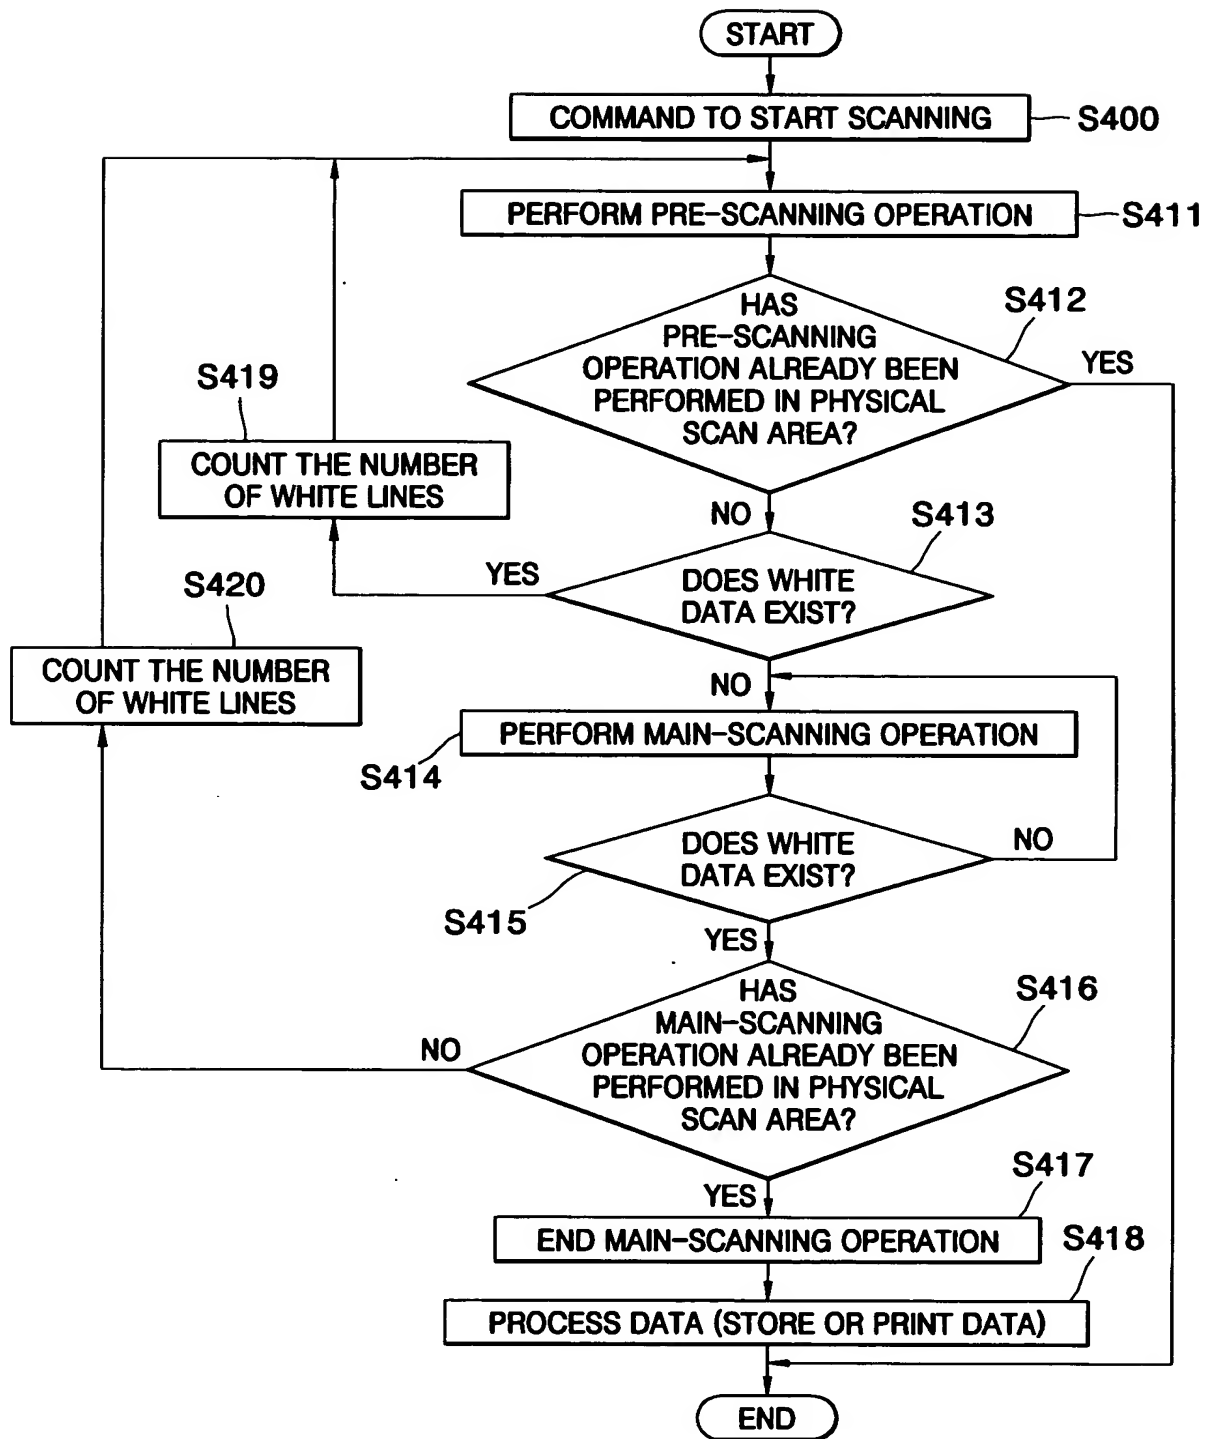 START
COMMAND TO START SCANNING
S400
PERFORM PRE-SCANNING OPERATION
S411
HAS
PRE-SCANNING
OPERATION ALREADY BEEN
PERFORMED IN PHYSICAL
SCAN AREA?
S412
YES
S419
COUNT THE NUMBER
OF WHITE LINES
NO
S413
YES
DOES WHITE
DATA EXIST?
S420
COUNT THE NUMBER
OF WHITE LINES
NO
PERFORM MAIN-SCANNING OPERATION
S414
DOES WHITE
DATA EXIST?
NO
S415
YES
HAS
MAIN-SCANNING
OPERATION ALREADY BEEN
PERFORMED IN PHYSICAL
SCAN AREA?
S416
NO
YES
S417
END MAIN-SCANNING OPERATION
S418
PROCESS DATA (STORE OR PRINT DATA)
END